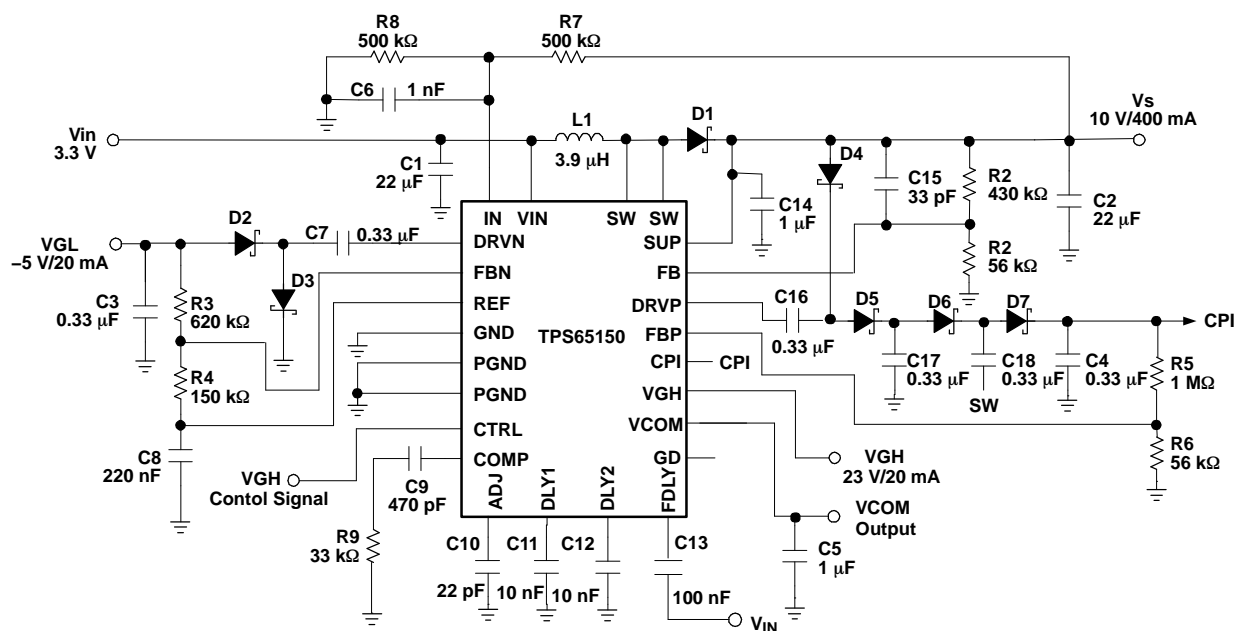 R8
500 kΩ
R7
500 kΩ
C6
1 nF
Vin
3.3 V
L1
3.9 µH
D1
Vs
10 V/400 mA
C1
22 µF
D4
C15
33 pF
R2
430 kΩ
C2
22 µF
C14
1 µF
R2
56 kΩ
VGL
–5 V/20 mA
D2
C7
0.33 µF
D3
C3
0.33 µF
R3
620 kΩ
R4
150 kΩ
C8
220 nF
IN
VIN
SW
SW
DRVN
FBN
REF
GND
PGND
PGND
CTRL
COMP
TPS65150
SUP
FB
DRVP
FBP
CPI
VGH
VCOM
GD
ADJ
DLY1
DLY2
FDLY
CPI
C16
0.33 µF
D5
D6
D7
CPI
C17
0.33 µF
C18
0.33 µF
SW
C4
0.33 µF
R5
1 MΩ
R6
56 kΩ
VGH
23 V/20 mA
VCOM
Output
C5
1 µF
VGH
Contol Signal
C9
470 pF
R9
33 kΩ
C10
22 pF
C11
10 nF
C12
10 nF
C13
100 nF
VIN